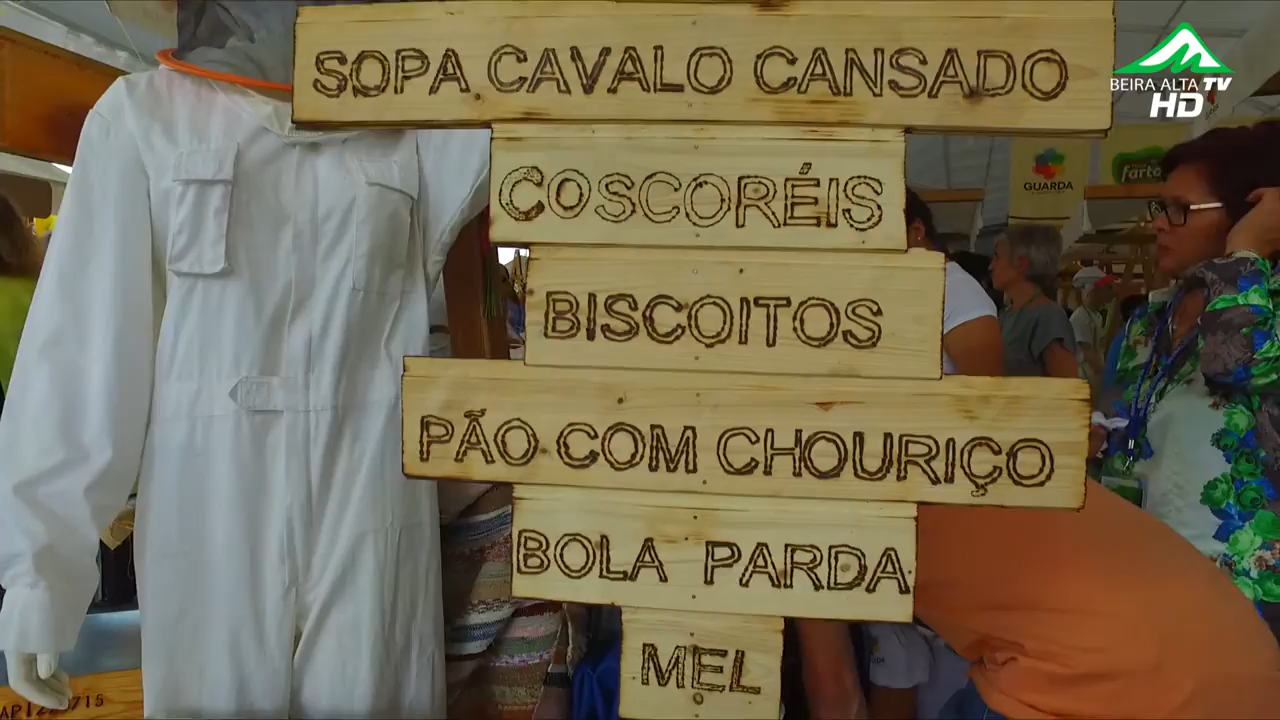 SOPA CAVALO CANSADO
BEIRA ALTA TV
HD
COSCORÉIS
GUARDA
farto
BISCOITOS
PÃO COM CHOURIÇO
BOLA PARDA
MEL